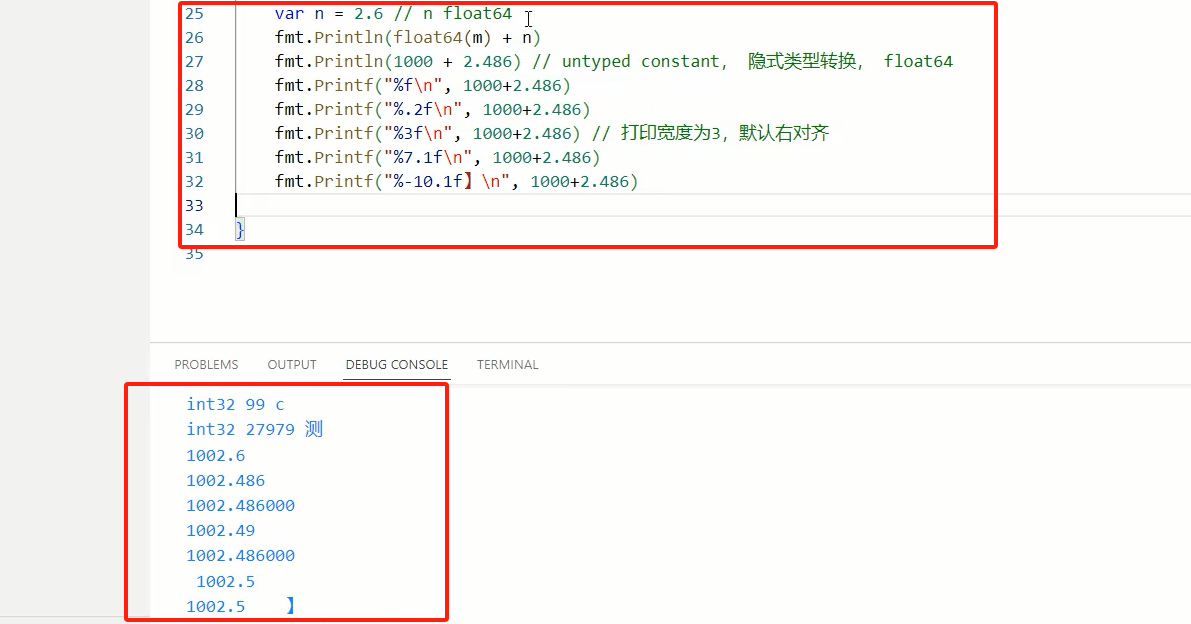 25 var n = 2.6 // n float64
26 fmt.Println(float64(m) + n)
27 fmt.Println(1000 + 2.486) // untyped constant, 隐式类型转换, float64
28 fmt.Printf("%f\n", 1000+2.486)
29 fmt.Printf("%.2f\n", 1000+2.486)
30 fmt.Printf("%3f\n", 1000+2.486) // 打印宽度为3，默认右对齐
31 fmt.Printf("%7.1f\n", 1000+2.486)
32 fmt.Printf("%-10.1f】\n", 1000+2.486)
33
34 }
35
PROBLEMS OUTPUT DEBUG CONSOLE TERMINAL
int32 99 c
int32 27979 测
1002.6
1002.486
1002.486000
1002.49
1002.486000
 1002.5
1002.5    】